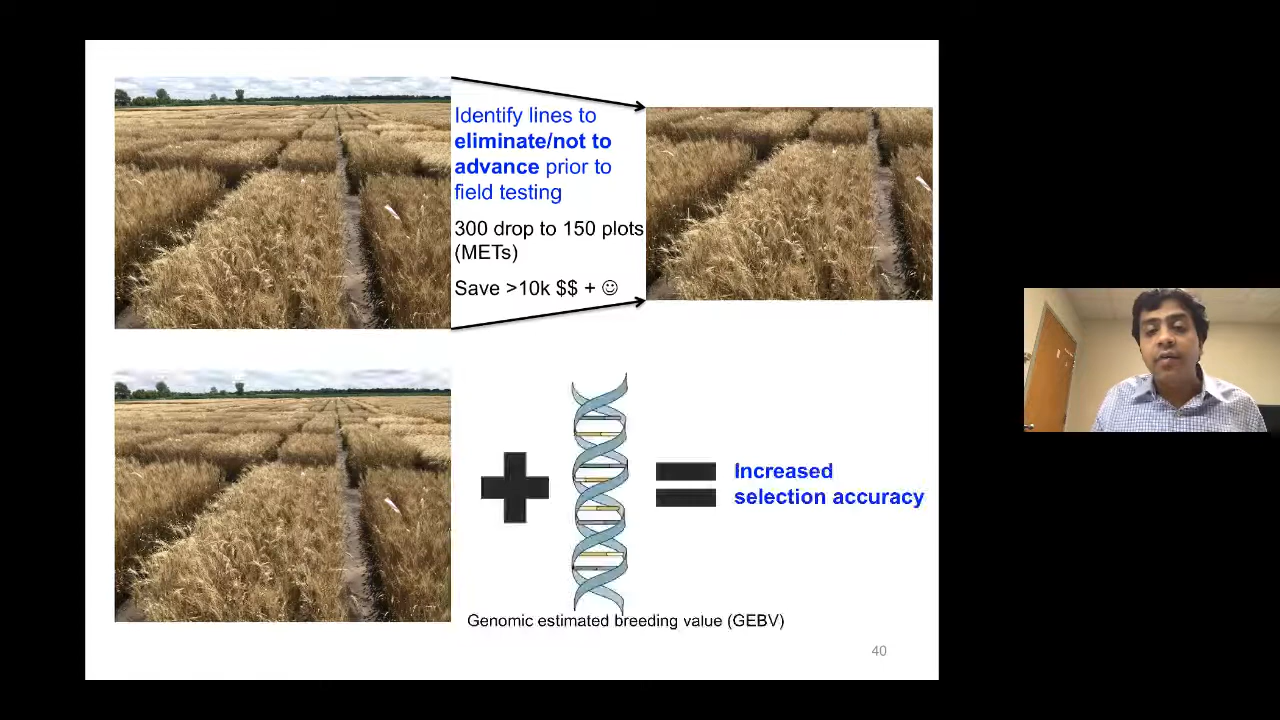 Identify lines to
eliminate/not to
advance prior to
field testing
300 drop to 150 plots
(METs)
Save >10k $$ + ☺
Increased
selection accuracy
Genomic estimated breeding value (GEBV)
40